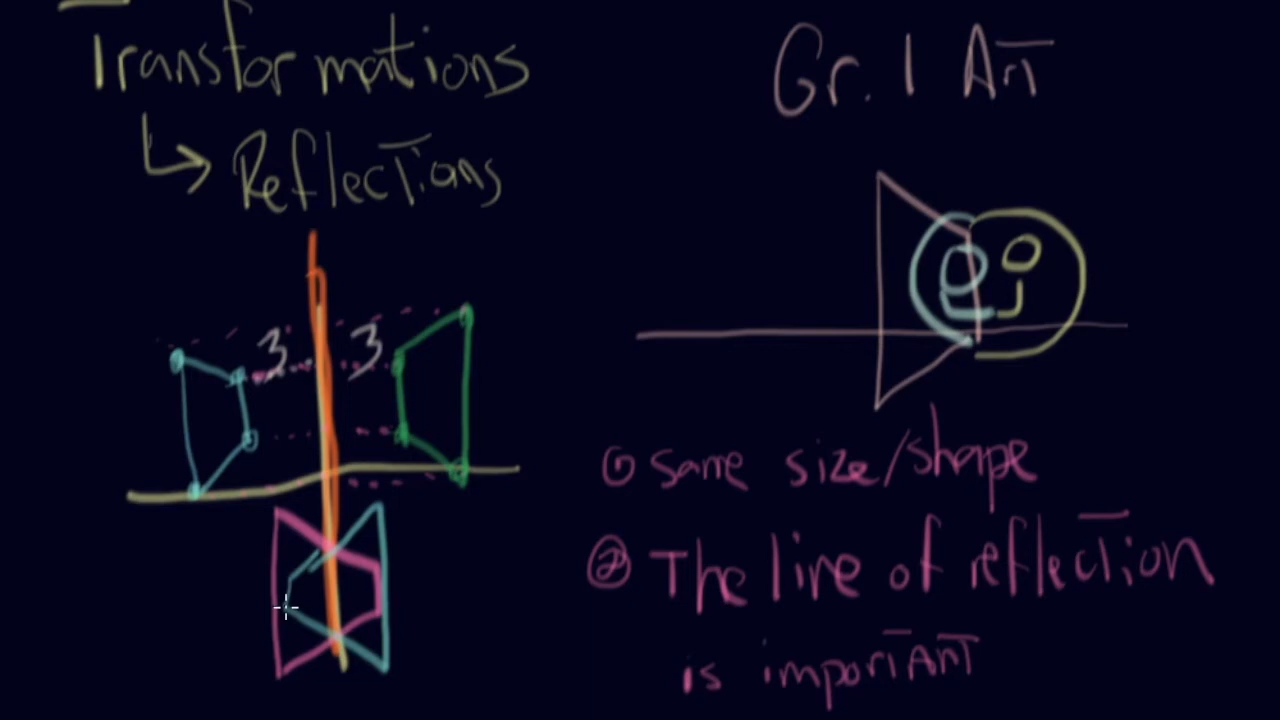 Transformations
Reflections
Gr. 1 Art
3 3
① Same size/shape
② The line of reflection
is important